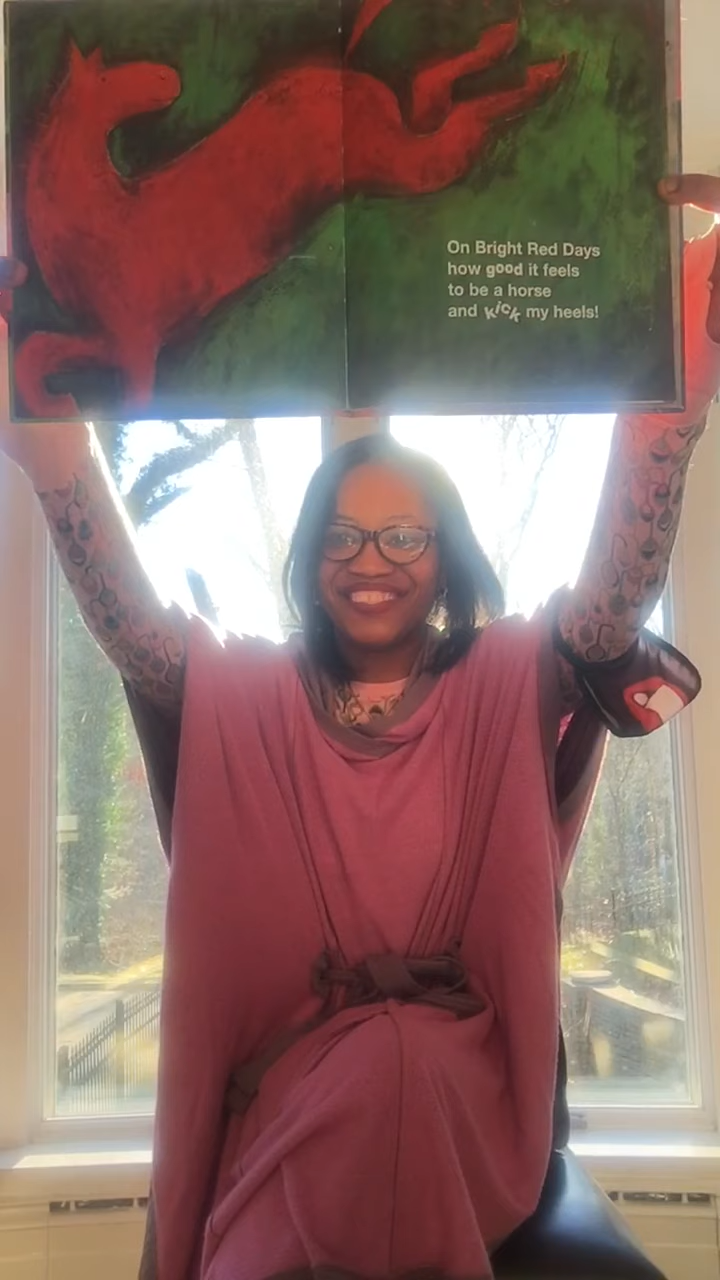 On Bright Red Days
how good it feels
to be a horse
and kick my heels!